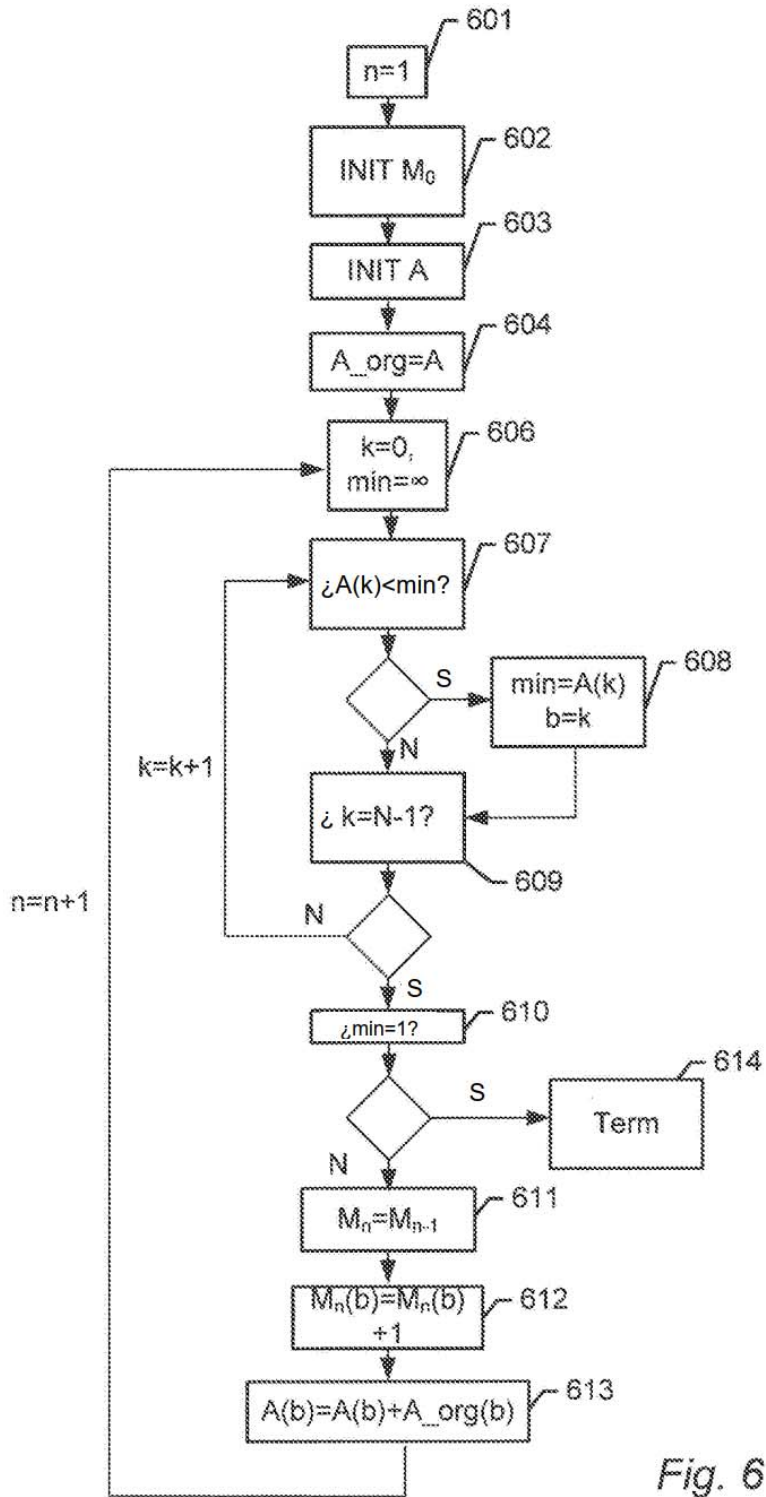 601
n=1
602
INIT M₀
603
INIT A
604
A_org=A
606
k=0,
min=∞
607
¿A(k)<min?
S
608
min=A(k)
b=k
N
k=k+1
¿ k=N-1?
609
n=n+1
N
S
610
¿min=1?
614
S
Term
N
611
Mₙ=Mₙ₋₁
612
Mₙ(b)=Mₙ(b)
+1
613
A(b)=A(b)+A_org(b)
Fig. 6